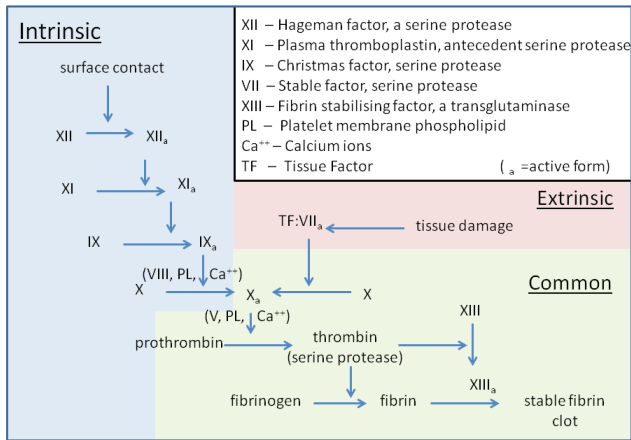 Intrinsic
surface contact
XII
XIIₐ
XI
XIₐ
IX
IXₐ
(VIII, PL, Ca⁺⁺)
X
Xₐ
X
(V, PL, Ca⁺⁺)
XII – Hageman factor, a serine protease
XI – Plasma thromboplastin, antecedent serine protease
IX – Christmas factor, serine protease
VII – Stable factor, serine protease
XIII – Fibrin stabilising factor, a transglutaminase
PL – Platelet membrane phospholipid
Ca⁺⁺ – Calcium ions
TF – Tissue Factor ( ₐ =active form)
Extrinsic
TF:VIIₐ
tissue damage
Common
prothrombin
thrombin
(serine protease)
XIII
XIIIₐ
fibrinogen
fibrin
stable fibrin
clot